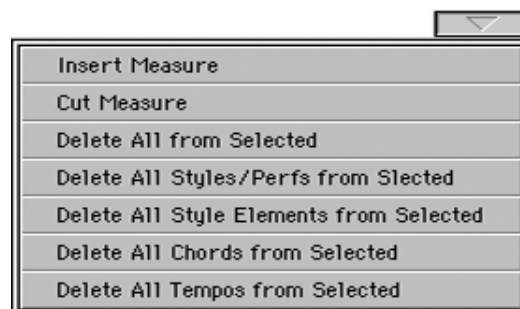 Insert Measure
Cut Measure
Delete All from Selected
Delete All Styles/Perfs from Slected
Delete All Style Elements from Selected
Delete All Chords from Selected
Delete All Tempos from Selected